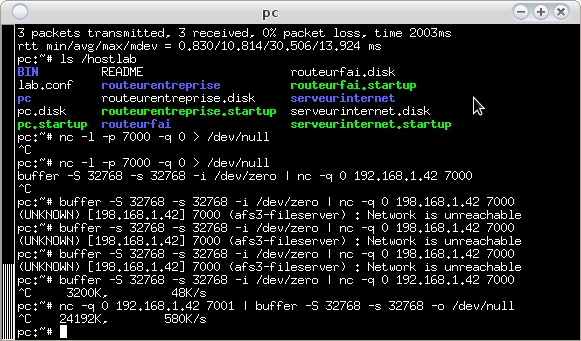 pc
3 packets transmitted, 3 received, 0% packet loss, time 2003ms
rtt min/avg/max/mdev = 0.830/10.814/30.506/13.924 ms
pc:~# ls /hostlab
BIN README routeurfai.disk
lab.conf routeurentreprise routeurfai.startup
pc routeurentreprise.disk serveurinternet
pc.disk routeurentreprise.startup serveurinternet.disk
pc.startup routeurfai serveurinternet.startup
pc:~# nc -l -p 7000 -q 0 > /dev/null
^C
pc:~# nc -l -p 7000 -q 0 > /dev/null
buffer -S 32768 -s 32768 -i /dev/zero | nc -q 0 192.168.1.42 7000
^C
pc:~# buffer -S 32768 -s 32768 -i /dev/zero | nc -q 0 198.168.1.42 7000
(UNKNOWN) [198.168.1.42] 7000 (afs3-fileserver) : Network is unreachable
pc:~# buffer -S 32768 -s 32768 -i /dev/zero | nc -q 0 198.168.1.42 7000
(UNKNOWN) [198.168.1.42] 7000 (afs3-fileserver) : Network is unreachable
pc:~# buffer -S 32768 -s 32768 -i /dev/zero | nc -q 0 198.168.1.42 7000
(UNKNOWN) [198.168.1.42] 7000 (afs3-fileserver) : Network is unreachable
pc:~# buffer -S 32768 -s 32768 -i /dev/zero | nc -q 0 192.168.1.42 7000
^C 3200K, 48K/s
pc:~# nc -q 0 192.168.1.42 7001 | buffer -S 32768 -s 32768 -o /dev/null
^C 24192K, 580K/s
pc:~#